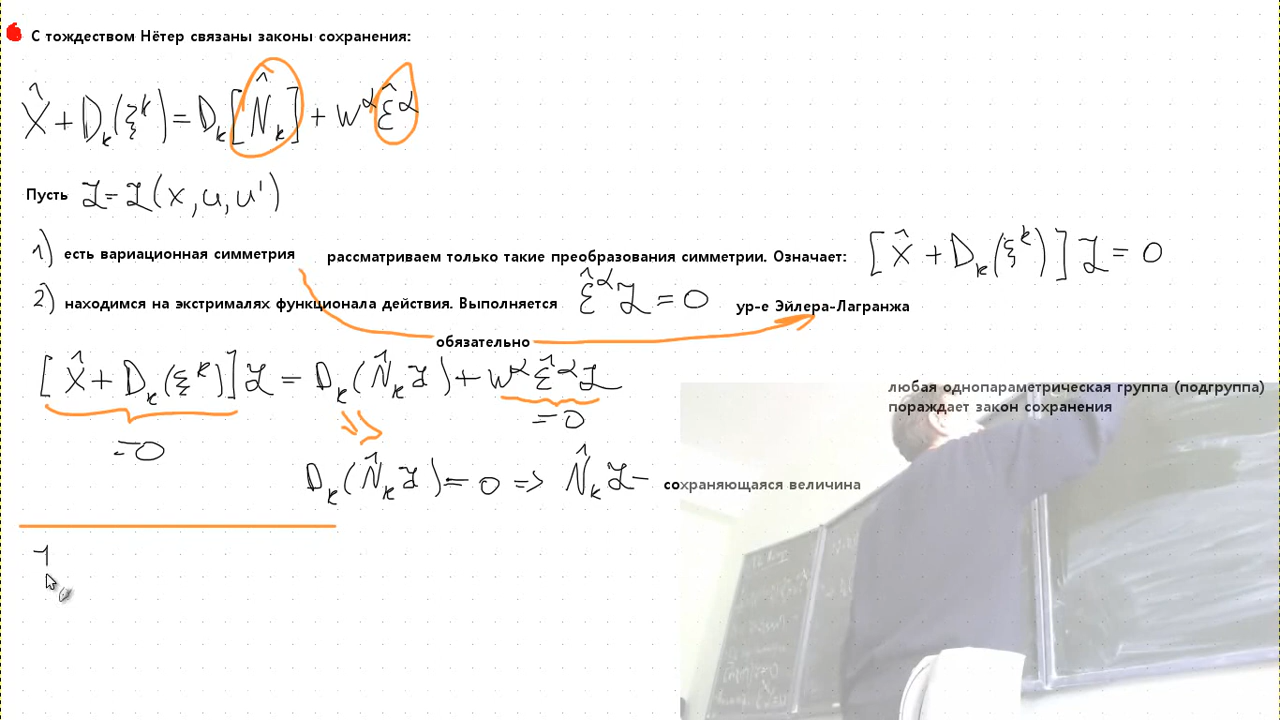 С тождеством Нётер связаны законы сохранения:
X̂ + D_k(ξ^k) = D_k[N̂_k] + W^α ε̂^α
Пусть ℒ = ℒ(x, u, u')
1) есть вариационная симметрия рассматриваем только такие преобразования симметрии. Означает: [X̂ + D_k(ξ^k)]ℒ = 0
2) находимся на экстрималях функционала действия. Выполняется ε̂^α ℒ = 0 ур-е Эйлера-Лагранжа
обязательно
[X̂ + D_k(ξ^k)]ℒ = D_k(N̂_k ℒ) + W^α ε̂^α ℒ
=0 =0
любая однопараметрическая группа (подгруппа)
пораждает закон сохранения
D_k(N̂_k ℒ) = 0 => N̂_k ℒ – сохраняющаяся величина
1